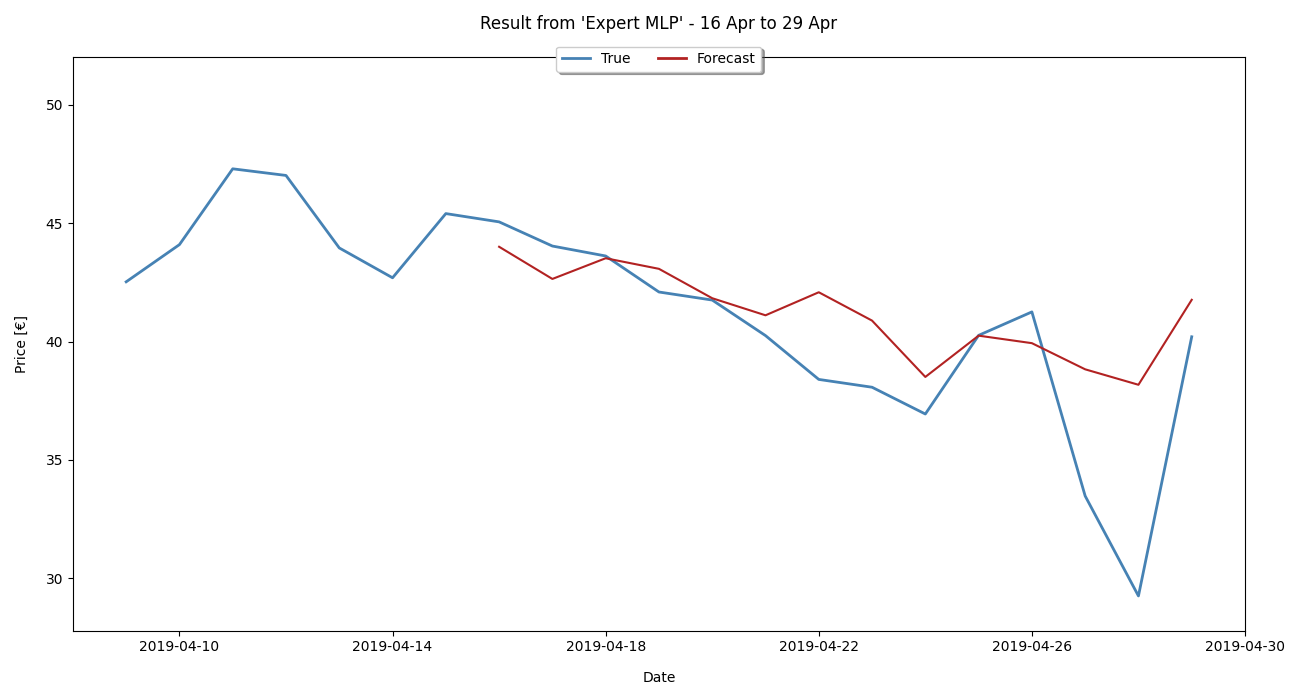 Result from 'Expert MLP' - 16 Apr to 29 Apr
True Forecast
50
45
40
35
30
Price [€]
2019-04-10 2019-04-14 2019-04-18 2019-04-22 2019-04-26 2019-04-30
Date